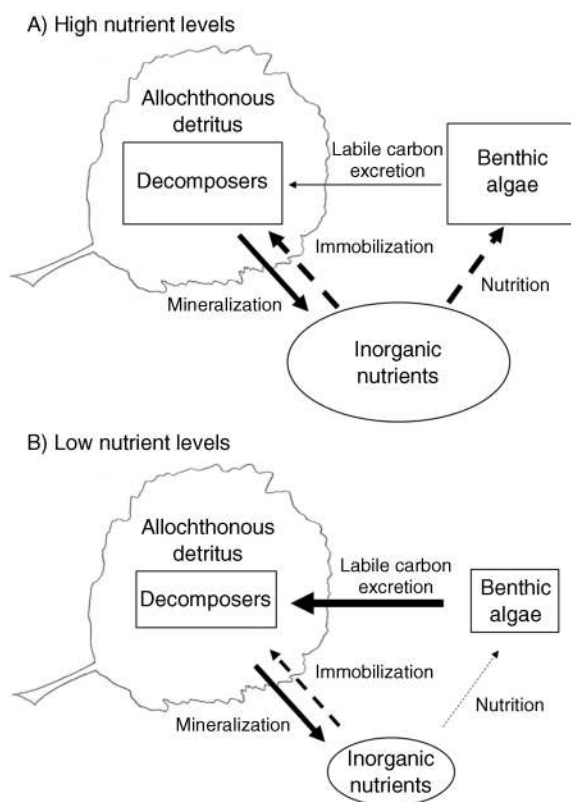 A) High nutrient levels
Allochthonous
detritus
Decomposers
Labile carbon
excretion
Benthic
algae
Immobilization
Mineralization
Nutrition
Inorganic
nutrients
B) Low nutrient levels
Allochthonous
detritus
Decomposers
Labile carbon
excretion
Benthic
algae
Immobilization
Mineralization
Nutrition
Inorganic
nutrients